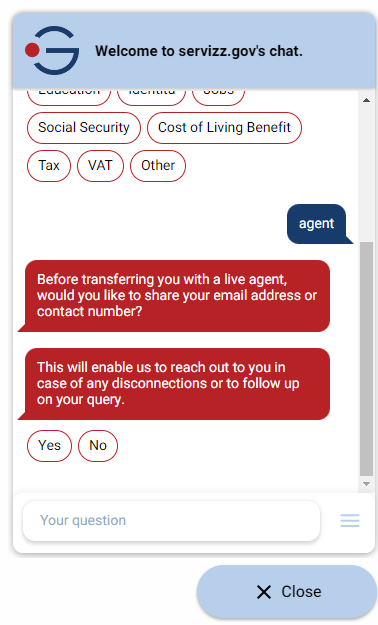 Welcome to servizz.gov's chat.
Education Identità Jobs
Social Security Cost of Living Benefit
Tax VAT Other
agent
Before transferring you with a live agent,
would you like to share your email address or
contact number?
This will enable us to reach out to you in
case of any disconnections or to follow up
on your query.
Yes No
Your question
Close